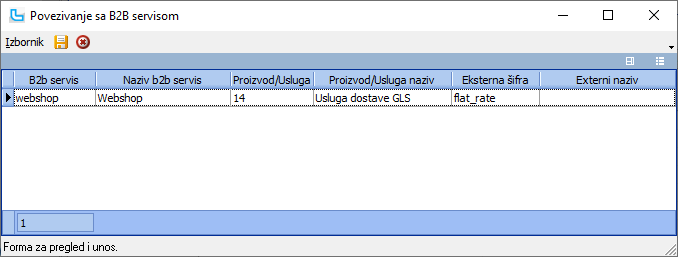 Povezivanje sa B2B servisom
Izbornik
B2b servis Naziv b2b servis Proizvod/Usluga Proizvod/Usluga naziv Eksterna šifra Externi naziv
webshop Webshop 14 Usluga dostave GLS flat_rate
1
Forma za pregled i unos.